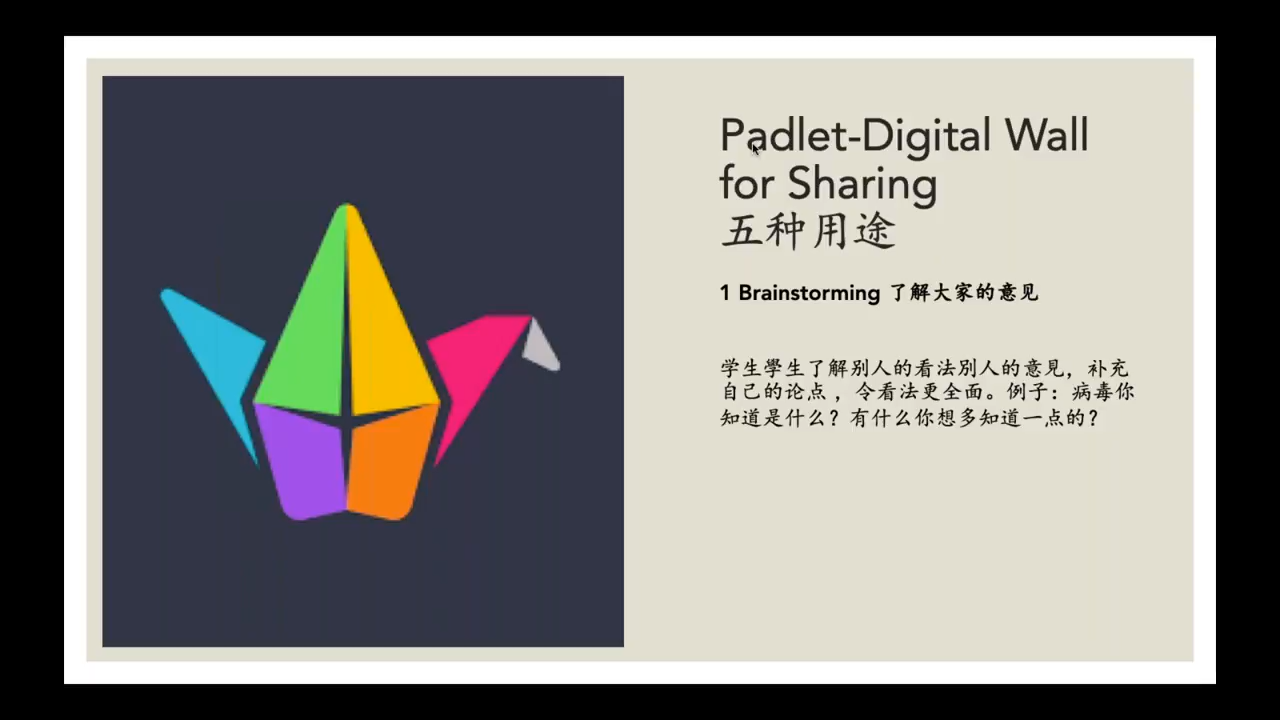 Padlet-Digital Wall
for Sharing
五种用途
1 Brainstorming 了解大家的意见
学生學生了解别人的看法別人的意見，补充
自己的论点，令看法更全面。例子：病毒你
知道是什么？有什么你想多知道一点的？